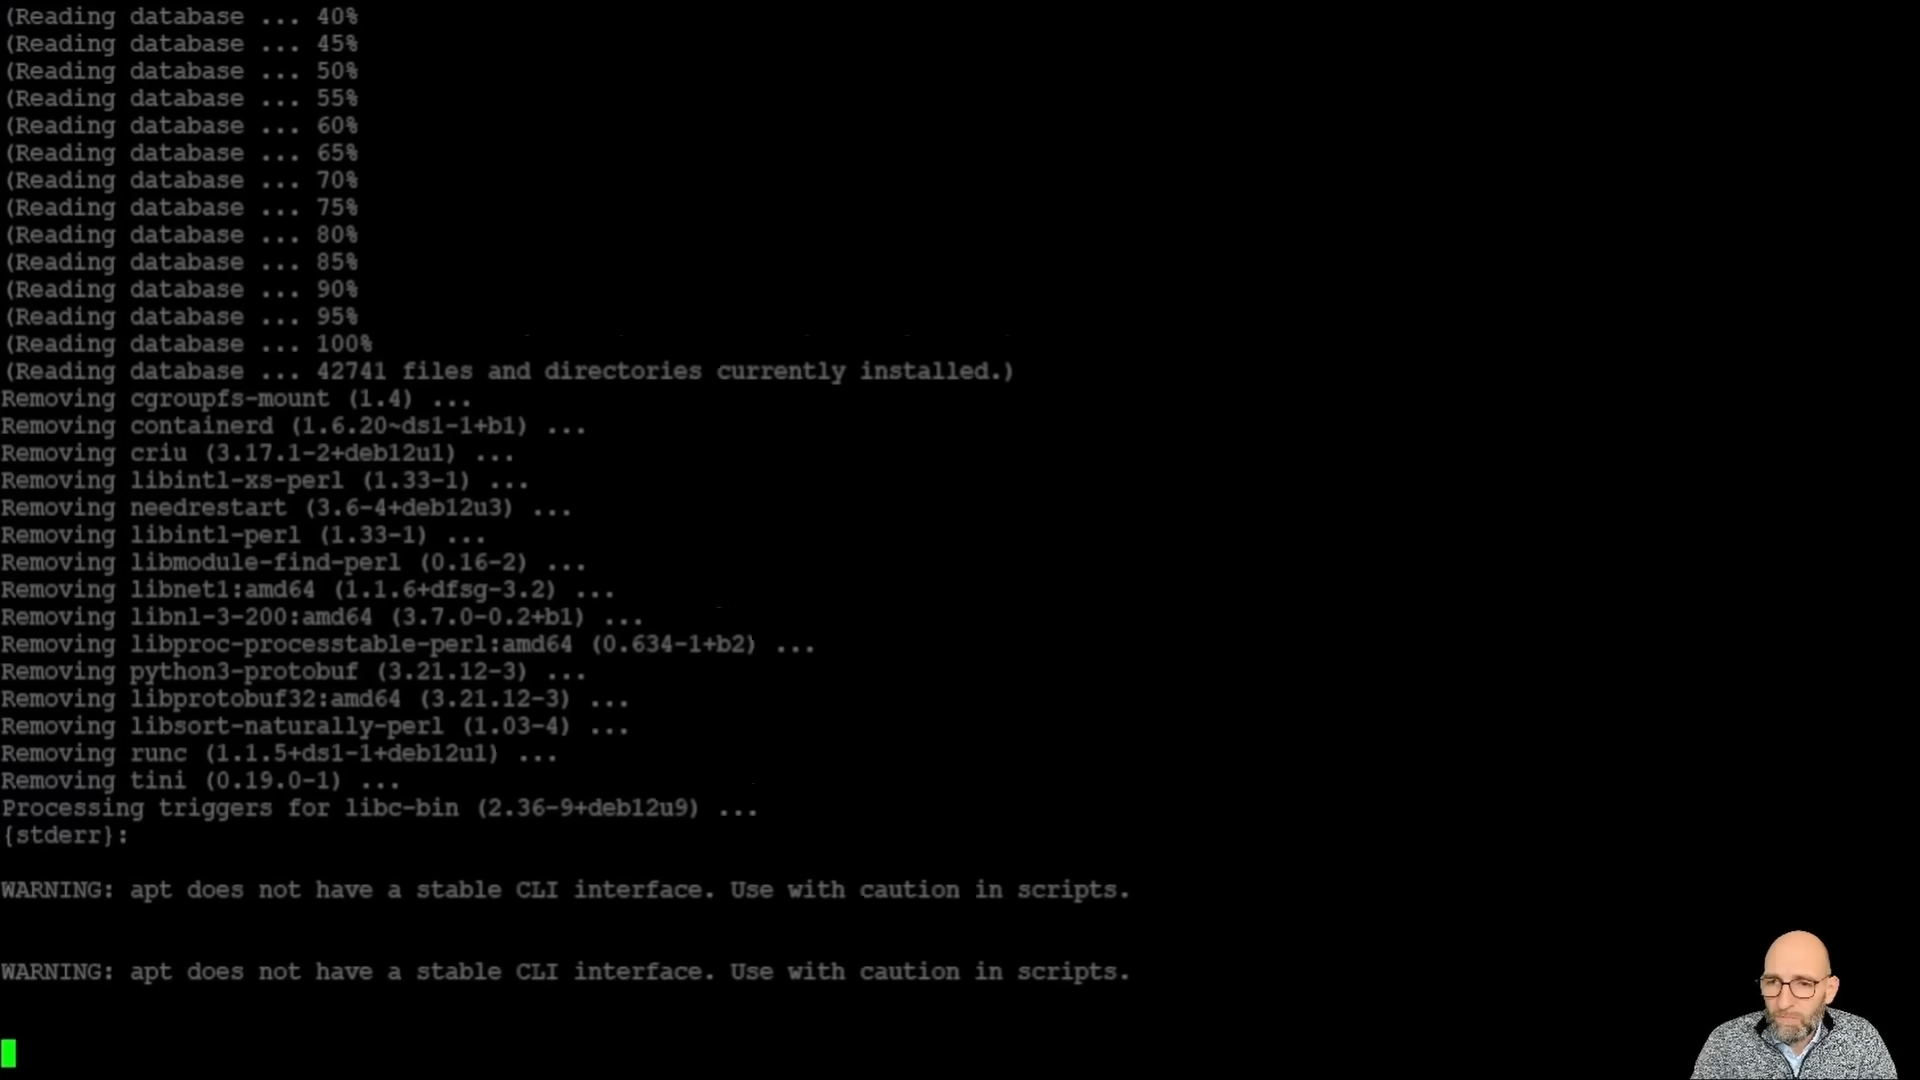 (Reading database ... 40%
(Reading database ... 45%
(Reading database ... 50%
(Reading database ... 55%
(Reading database ... 60%
(Reading database ... 65%
(Reading database ... 70%
(Reading database ... 75%
(Reading database ... 80%
(Reading database ... 85%
(Reading database ... 90%
(Reading database ... 95%
(Reading database ... 100%
(Reading database ... 42741 files and directories currently installed.)
Removing cgroupfs-mount (1.4) ...
Removing containerd (1.6.20~ds1-1+b1) ...
Removing criu (3.17.1-2+deb12u1) ...
Removing libintl-xs-perl (1.33-1) ...
Removing needrestart (3.6-4+deb12u3) ...
Removing libintl-perl (1.33-1) ...
Removing libmodule-find-perl (0.16-2) ...
Removing libnet1:amd64 (1.1.6+dfsg-3.2) ...
Removing libnl-3-200:amd64 (3.7.0-0.2+b1) ...
Removing libproc-processtable-perl:amd64 (0.634-1+b2) ...
Removing python3-protobuf (3.21.12-3) ...
Removing libprotobuf32:amd64 (3.21.12-3) ...
Removing libsort-naturally-perl (1.03-4) ...
Removing runc (1.1.5+ds1-1+deb12u1) ...
Removing tini (0.19.0-1) ...
Processing triggers for libc-bin (2.36-9+deb12u9) ...
{stderr}:
WARNING: apt does not have a stable CLI interface. Use with caution in scripts.
WARNING: apt does not have a stable CLI interface. Use with caution in scripts.